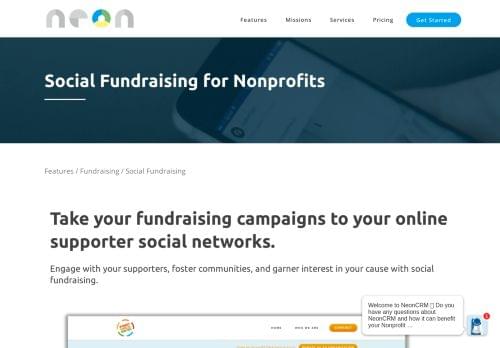 neon
Features Missions Services Pricing Get Started
Social Fundraising for Nonprofits
Features / Fundraising / Social Fundraising
Take your fundraising campaigns to your online
supporter social networks.
Engage with your supporters, foster communities, and garner interest in your cause with social
fundraising.
Welcome to NeonCRM Do you
have any questions about
NeonCRM and how it can benefit
your Nonprofit ...
1
HOME WHO WE ARE CONTACT